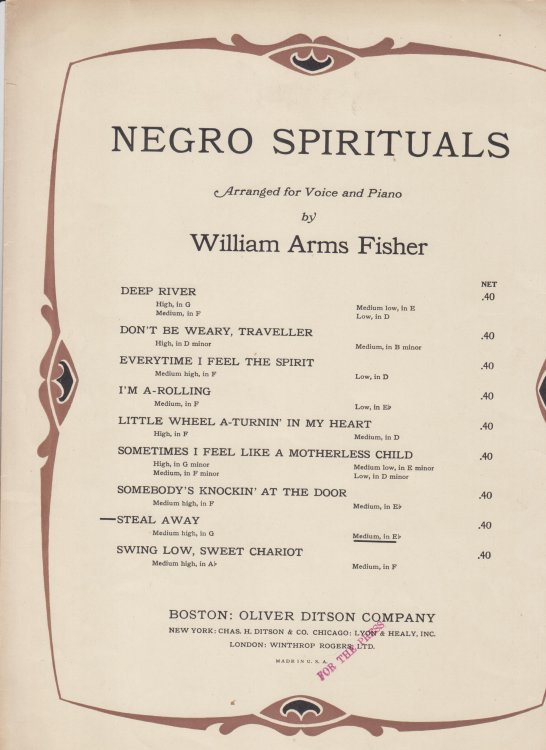 NEGRO SPIRITUALS
Arranged for Voice and Piano
by
William Arms Fisher
NET
DEEP RIVER .40
High, in G
Medium, in F
Medium low, in E
Low, in D
DON'T BE WEARY, TRAVELLER .40
High, in D minor Medium, in B minor
EVERYTIME I FEEL THE SPIRIT .40
Medium high, in F Low, in D
I'M A-ROLLING .40
Medium, in F Low, in E♭
LITTLE WHEEL A-TURNIN' IN MY HEART .40
High, in F Medium, in D
SOMETIMES I FEEL LIKE A MOTHERLESS CHILD .40
High, in G minor Medium low, in E minor
Medium, in F minor Low, in D minor
SOMEBODY'S KNOCKIN' AT THE DOOR .40
Medium high, in F Medium, in E♭
STEAL AWAY .40
Medium high, in G Medium, in E♭
SWING LOW, SWEET CHARIOT .40
Medium high, in A♭ Medium, in F
BOSTON: OLIVER DITSON COMPANY
NEW YORK: CHAS. H. DITSON & CO. CHICAGO: LYON & HEALY, INC.
LONDON: WINTHROP ROGERS, LTD.
MADE IN U. S. A.
FOR THE PRESS